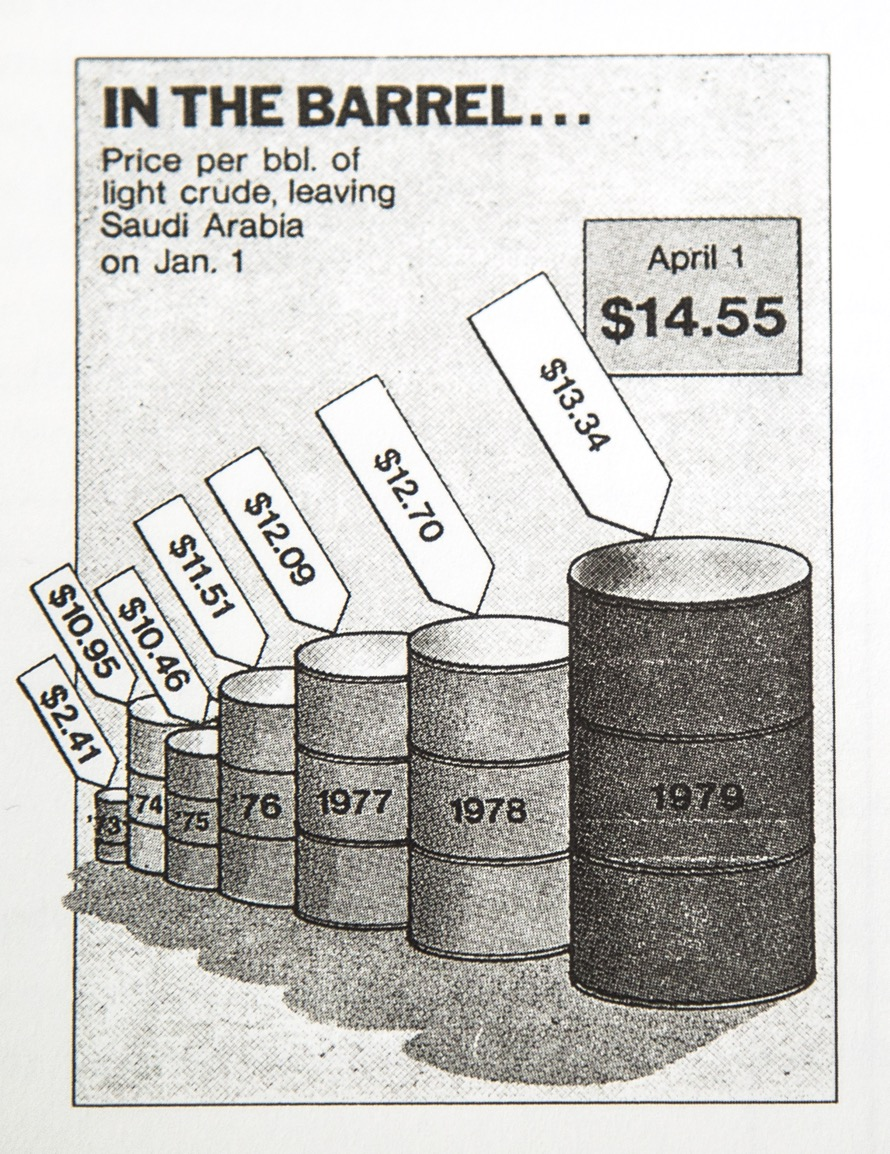 IN THE BARREL...
Price per bbl. of
light crude, leaving
Saudi Arabia
on Jan. 1
April 1
$14.55
$13.34
$12.70
$12.09
$11.51
$10.46
$10.95
$2.41
'73
'74
'75
'76
1977
1978
1979